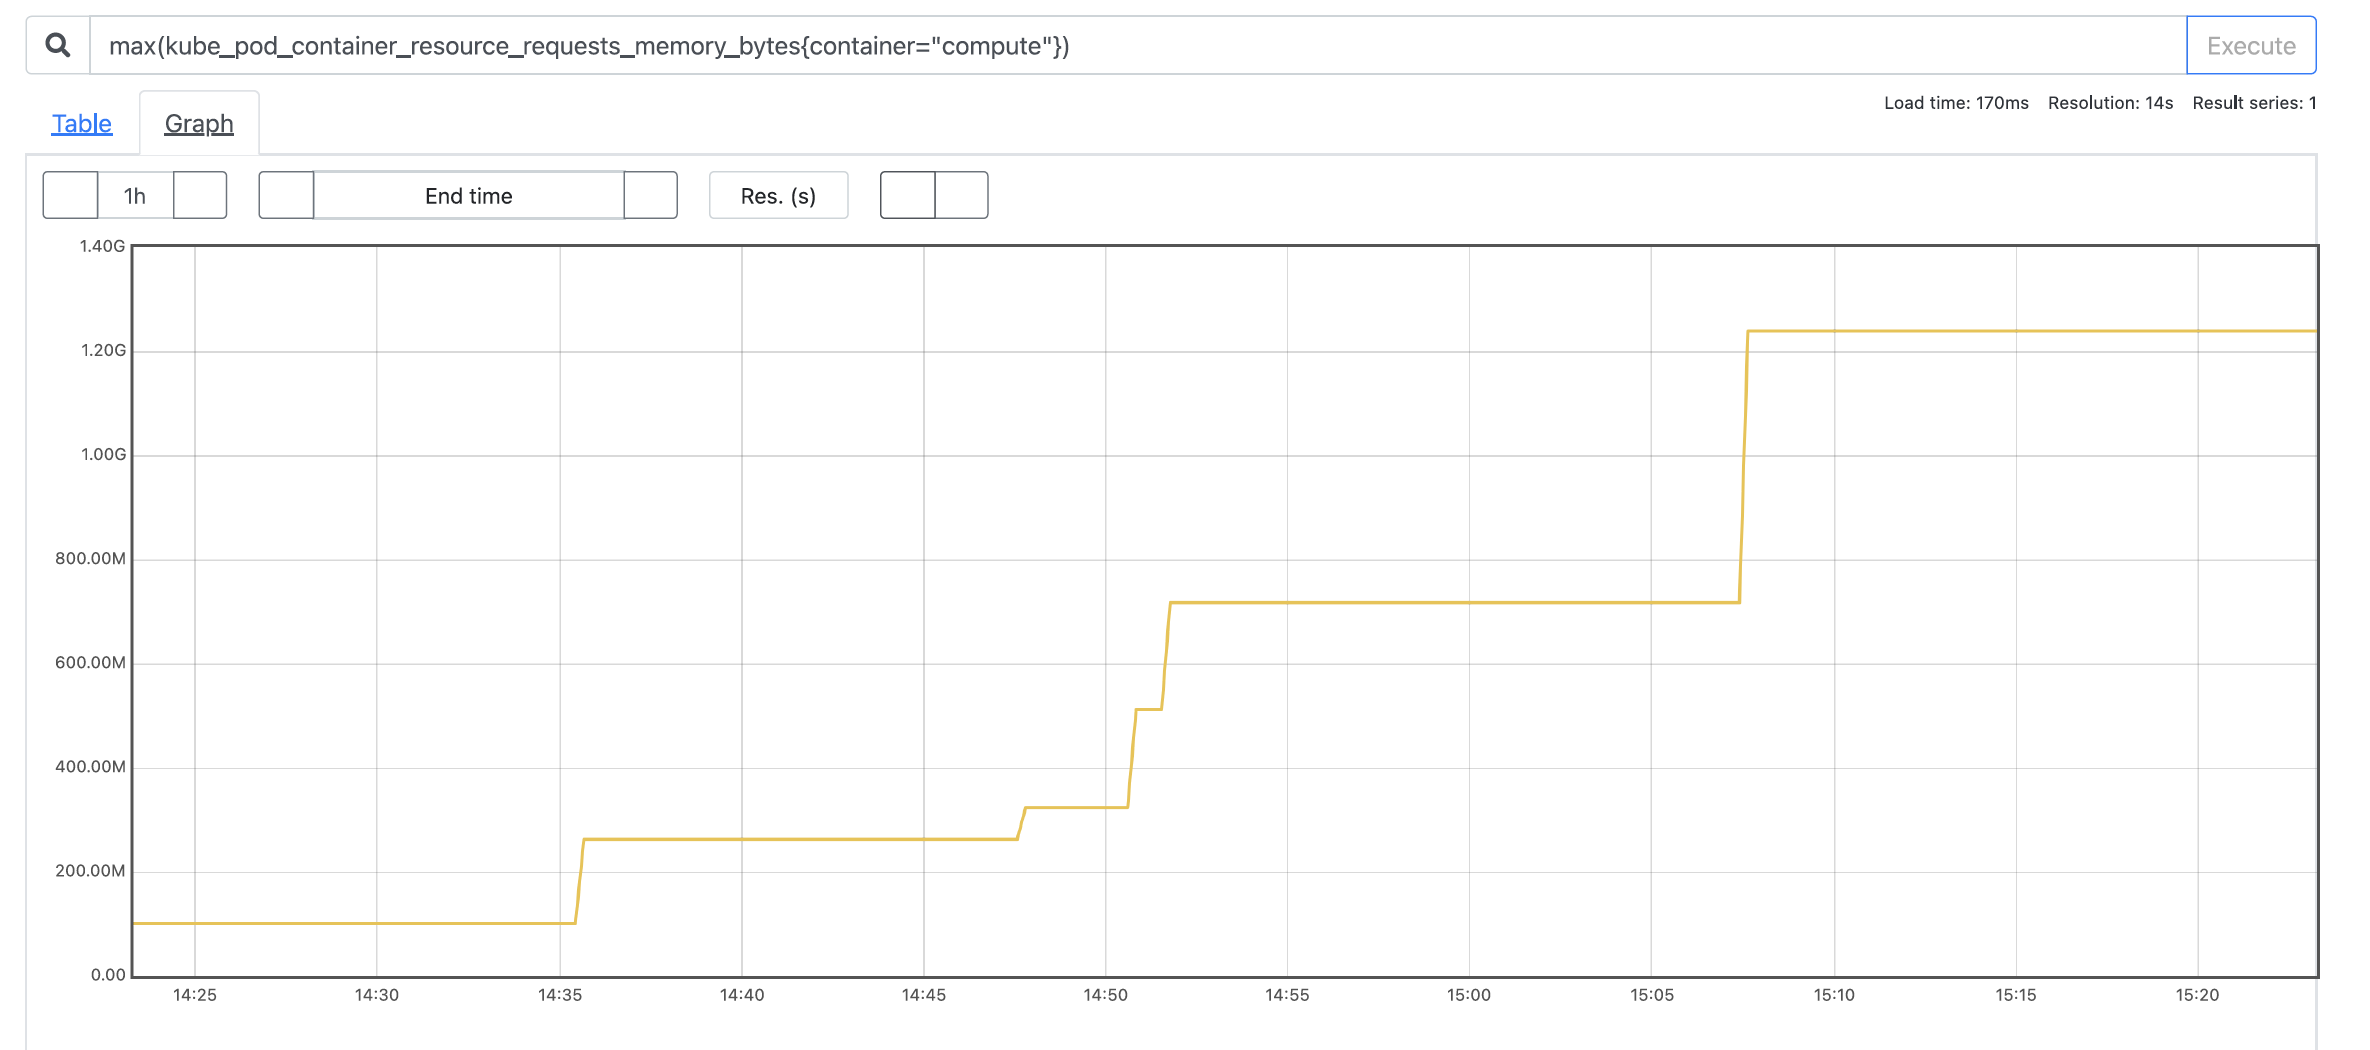 max(kube_pod_container_resource_requests_memory_bytes{container="compute"})
Execute
Load time: 170ms Resolution: 14s Result series: 1
Table
Graph
1h
End time
Res. (s)
1.40G
1.20G
1.00G
800.00M
600.00M
400.00M
200.00M
0.00
14:25 14:30 14:35 14:40 14:45 14:50 14:55 15:00 15:05 15:10 15:15 15:20